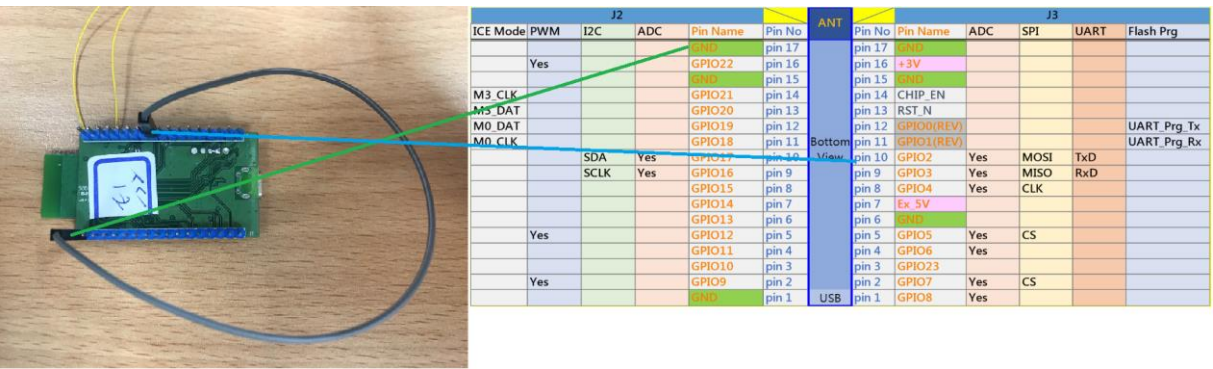 J2 ANT J3
ICE Mode PWM I2C ADC Pin Name Pin No Pin No Pin Name ADC SPI UART Flash Prg
GND pin 17 pin 17 GND
Yes GPIO22 pin 16 pin 16 +3V
GND pin 15 pin 15 GND
M3_CLK GPIO21 pin 14 pin 14 CHIP_EN
M3_DAT GPIO20 pin 13 pin 13 RST_N
M0_DAT GPIO19 pin 12 pin 12 GPIO0(REV) UART_Prg_Tx
M0_CLK GPIO18 pin 11 Bottom pin 11 GPIO1(REV) UART_Prg_Rx
SDA Yes GPIO17 pin 10 View pin 10 GPIO2 Yes MOSI TxD
SCLK Yes GPIO16 pin 9 pin 9 GPIO3 Yes MISO RxD
GPIO15 pin 8 pin 8 GPIO4 Yes CLK
GPIO14 pin 7 pin 7 Ex_5V
GPIO13 pin 6 pin 6 GND
Yes GPIO12 pin 5 pin 5 GPIO5 Yes CS
GPIO11 pin 4 pin 4 GPIO6 Yes
GPIO10 pin 3 pin 3 GPIO23
Yes GPIO9 pin 2 pin 2 GPIO7 Yes CS
GND pin 1 USB pin 1 GPIO8 Yes